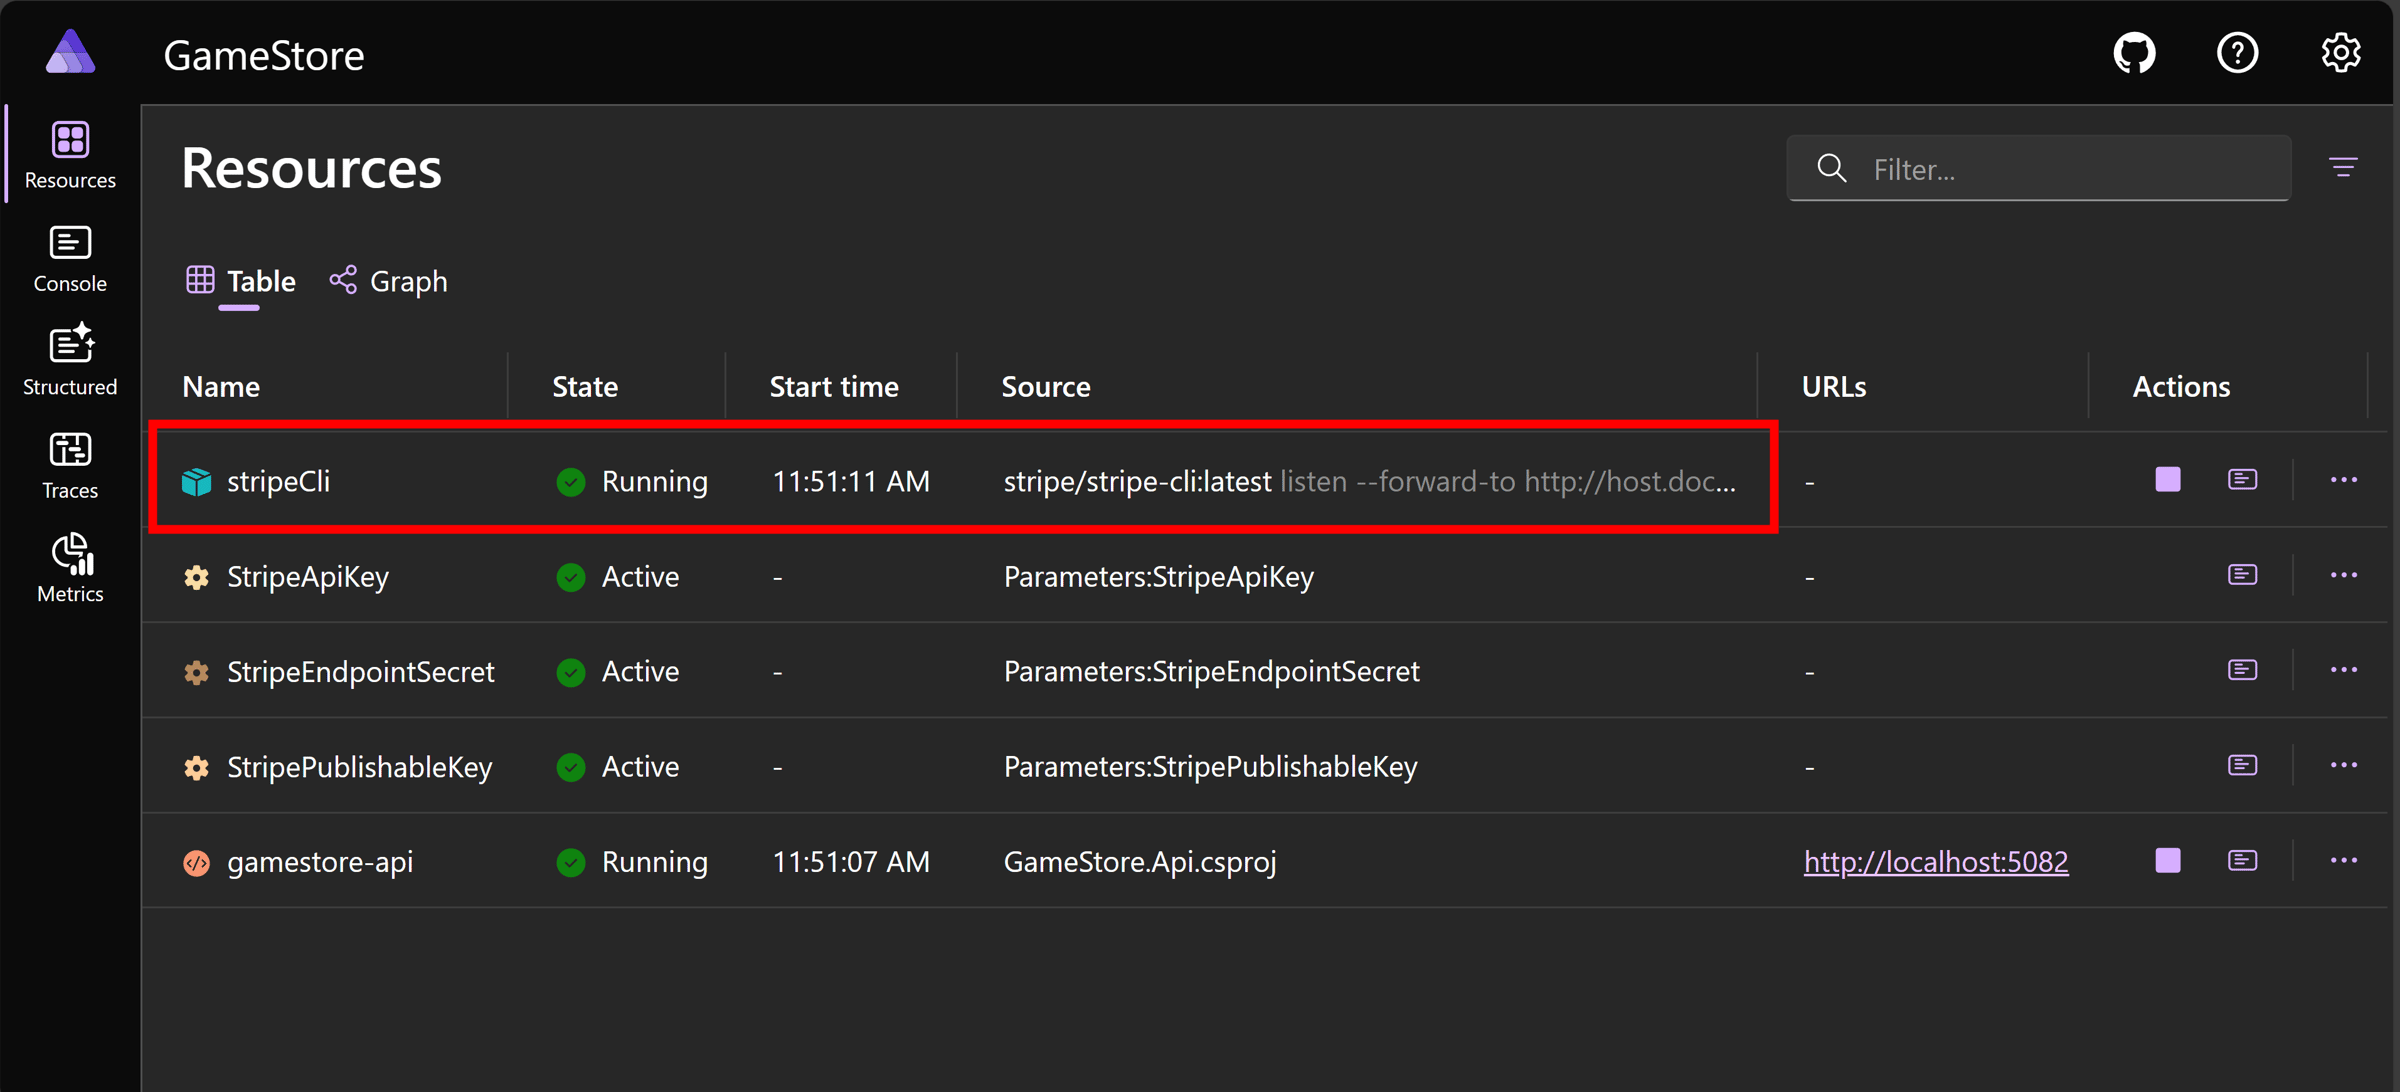 GameStore
Resources
Console
Structured
Traces
Metrics
Resources
Filter...
Table Graph
Name State Start time Source URLs Actions
stripeCli Running 11:51:11 AM stripe/stripe-cli:latest listen --forward-to http://host.doc... -
StripeApiKey Active - Parameters:StripeApiKey -
StripeEndpointSecret Active - Parameters:StripeEndpointSecret -
StripePublishableKey Active - Parameters:StripePublishableKey -
gamestore-api Running 11:51:07 AM GameStore.Api.csproj http://localhost:5082